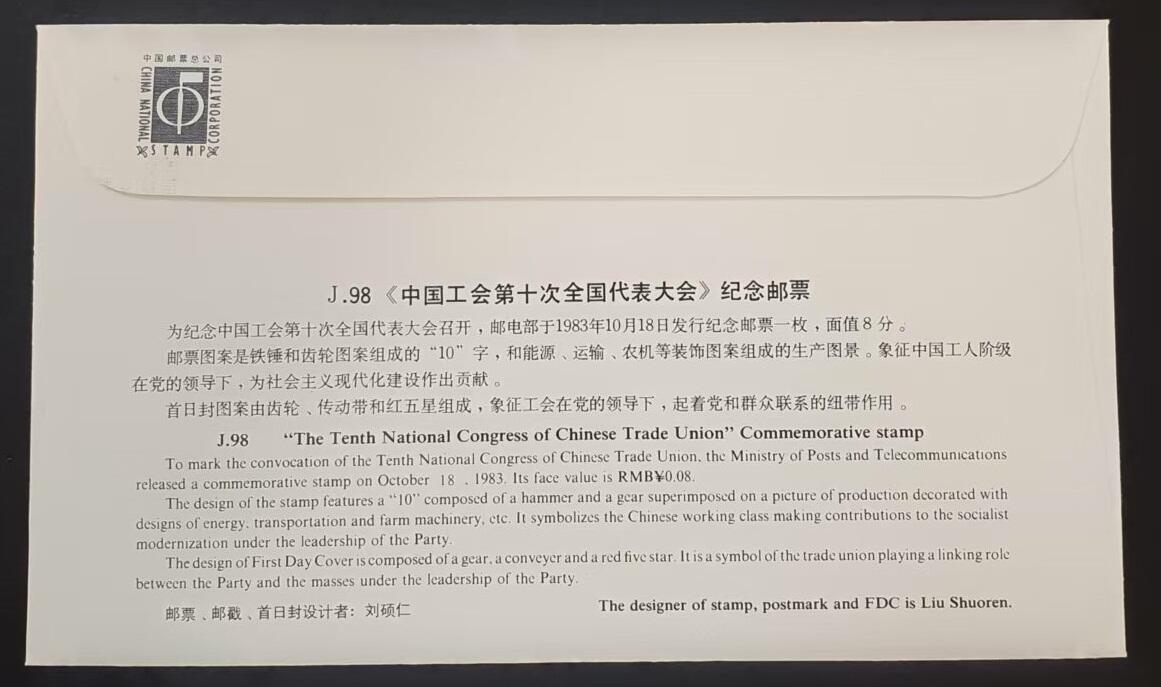 中国邮票总公司
CHINA NATIONAL
STAMP
CORPORATION
J.98《中国工会第十次全国代表大会》纪念邮票
为纪念中国工会第十次全国代表大会召开，邮电部于1983年10月18日发行纪念邮票一枚，面值8分。
邮票图案是铁锤和齿轮图案组成的“10”字，和能源、运输、农机等装饰图案组成的生产图景。象征中国工人阶级
在党的领导下，为社会主义现代化建设作出贡献。
首日封图案由齿轮、传动带和红五星组成，象征工会在党的领导下，起着党和群众联系的纽带作用。
J.98 “The Tenth National Congress of Chinese Trade Union” Commemorative stamp
To mark the convocation of the Tenth National Congress of Chinese Trade Union, the Ministry of Posts and Telecommunications
released a commemorative stamp on October 18 , 1983. Its face value is RMB¥0.08.
The design of the stamp features a “10” composed of a hammer and a gear superimposed on a picture of production decorated with
designs of energy, transportation and farm machinery, etc. It symbolizes the Chinese working class making contributions to the socialist
modernization under the leadership of the Party.
The design of First Day Cover is composed of a gear, a conveyer and a red five star. It is a symbol of the trade union playing a linking role
between the Party and the masses under the leadership of the Party.
邮票、邮戳、首日封设计者：刘硕仁
The designer of stamp, postmark and FDC is Liu Shuoren.